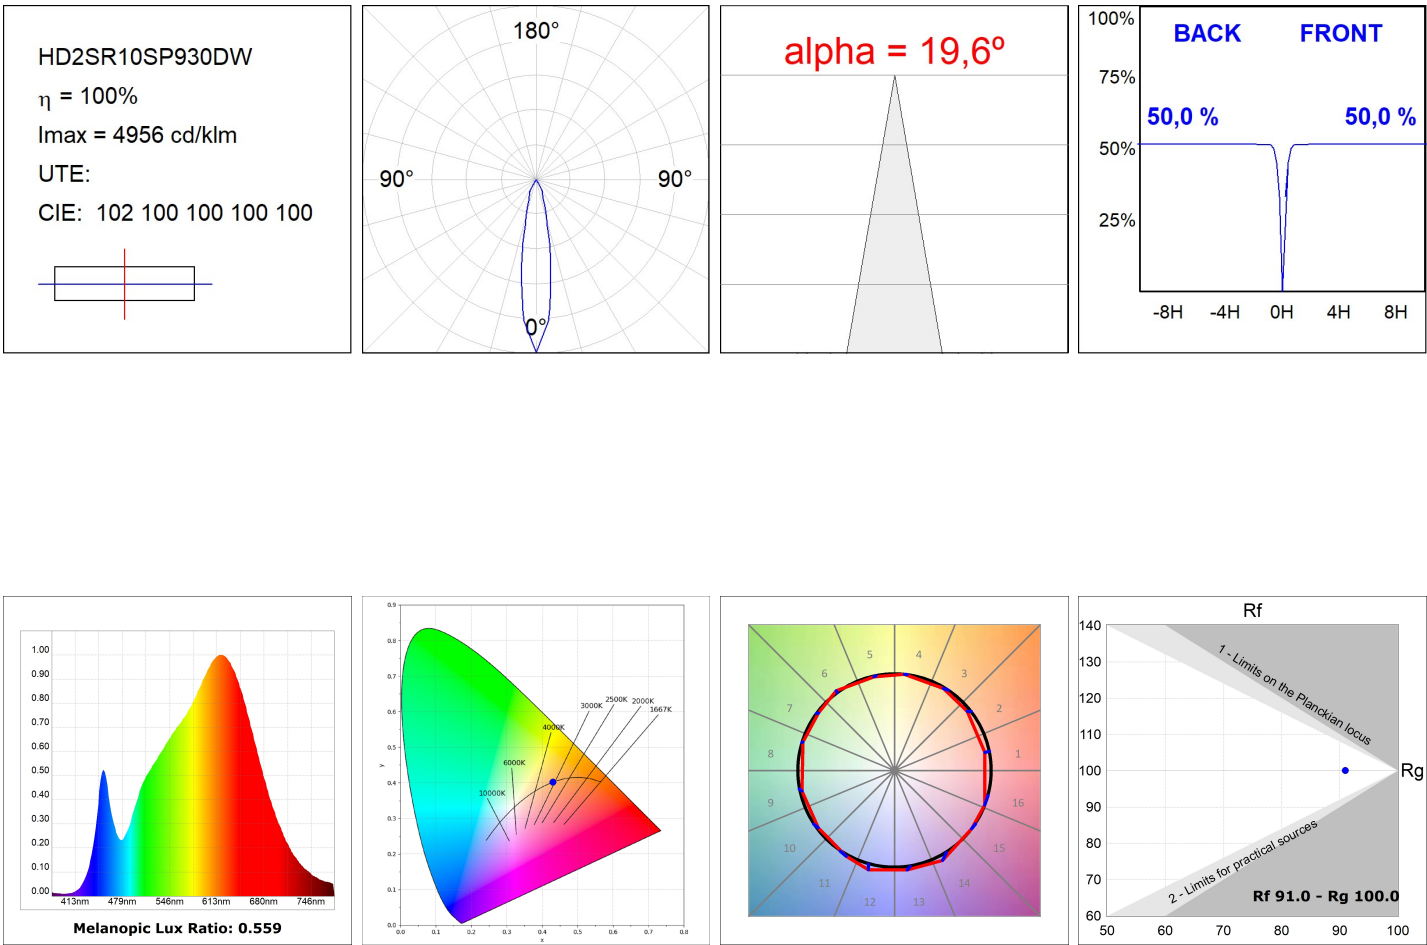 HD2SR10SP930DW
η = 100%
Imax = 4956 cd/klm
UTE:
CIE: 102 100 100 100 100
180°
90°
90°
0°
alpha = 19,6º
BACK
FRONT
50,0 %
50,0 %
100%
75%
50%
25%
-8H
-4H
0H
4H
8H
1.00
0.90
0.80
0.70
0.60
0.50
0.40
0.30
0.20
0.10
0.00
413nm
479nm
546nm
613nm
680nm
746nm
Melanopic Lux Ratio: 0.559
0.9
0.8
0.7
0.6
0.5
0.4
0.3
0.2
0.1
0.0
y
0.0
0.1
0.2
0.3
0.4
0.5
0.6
0.7
0.8
x
10000K
6000K
4000K
3000K
2500K
2000K
1667K
1
2
3
4
5
6
7
8
9
10
11
12
13
14
15
16
Rf
140
130
120
110
100
90
80
70
60
50
60
70
80
90
100
Rg
1 - Limits on the Planckian locus
2 - Limits for practical sources
Rf 91.0 - Rg 100.0